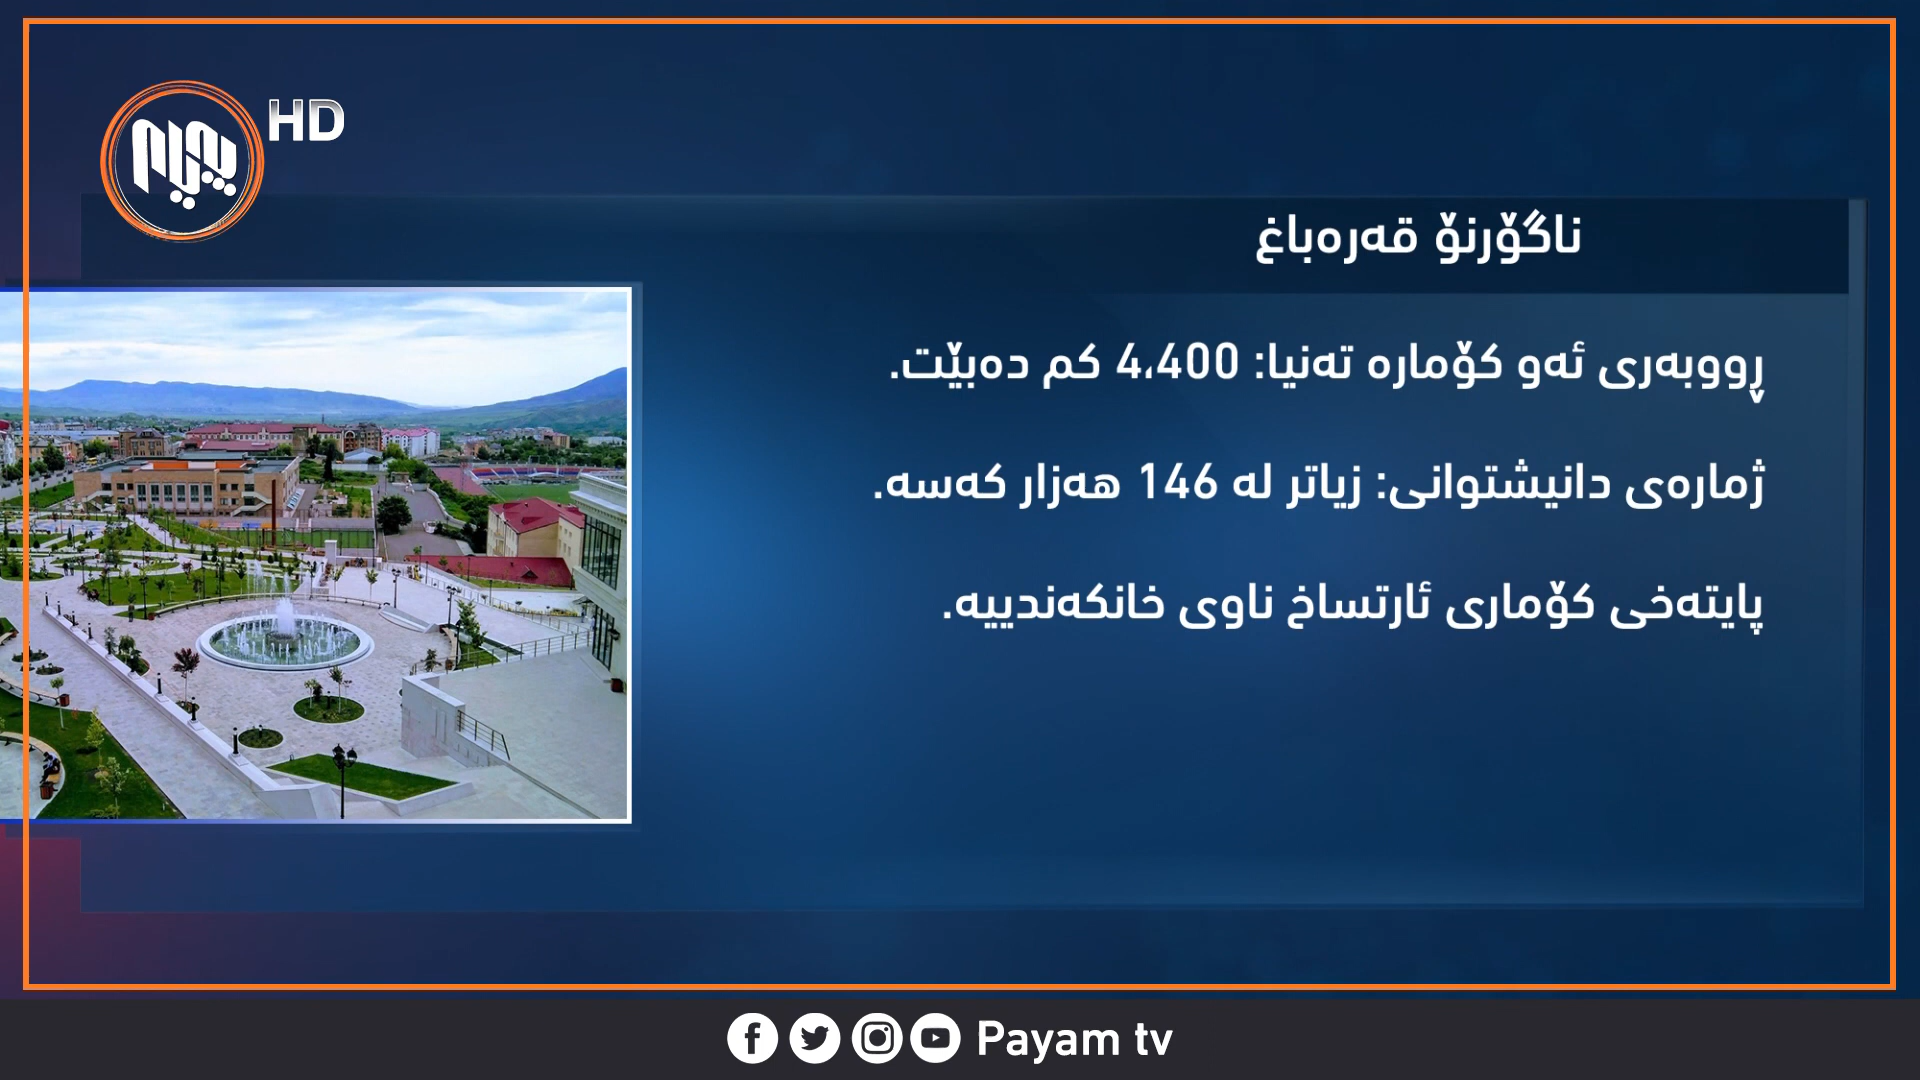 پەیام
HD
ناگۆرنۆ قەرەباغ
ڕووبەری ئەو کۆمارە تەنیا: 4،400 کم دەبێت.
ژمارەی دانیشتوانی: زیاتر لە 146 هەزار کەسە.
پایتەخی کۆماری ئارتساخ ناوی خانکەندییە.
Payam tv